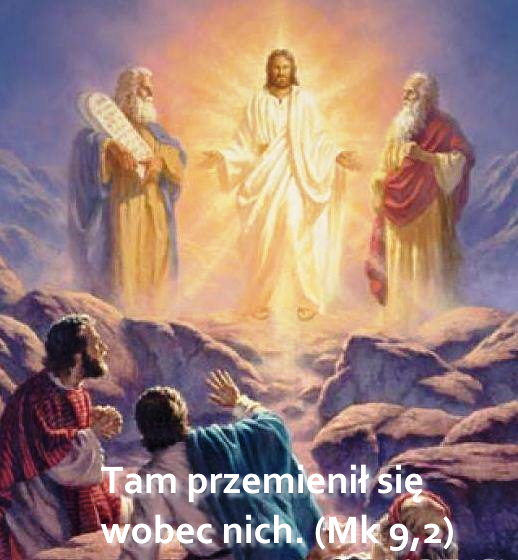 Tam przemienił się
wobec nich. (Mk 9,2)